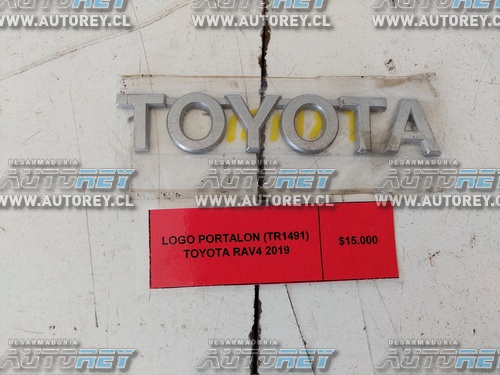 WWW.AUTOREY.CL WWW.AUTOREY.CL WWW.AUTOREY.CL
TOYOTA
DESARMADURIA DESARMADURIA DESARMADURIA
AUTOREY AUTOREY AUTOREY
WWW.AUTOREY.CL WWW.AUTOREY.CL WWW.AUTOREY.CL
LOGO PORTALON (TR1491) $15.000
TOYOTA RAV4 2019
DESARMADURIA DESARMADURIA DESARMADURIA
AUTOREY AUTOREY AUTOREY